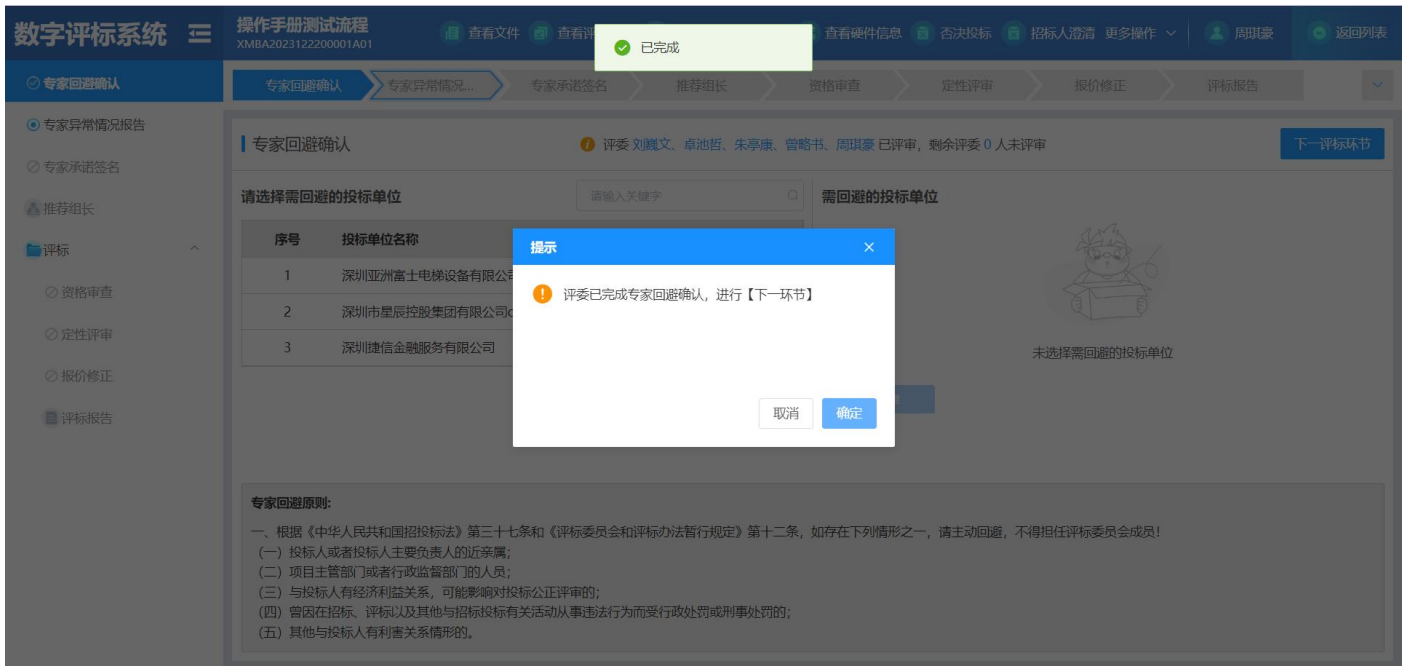 数字评标系统
操作手册测试流程
XMBA2023122200001A01
查看文件 查看评
已完成
查看硬件信息 否决投标 招标人澄清 更多操作 周琪豪 返回列表
专家回避确认
专家回避确认 专家异常情况... 专家承诺签名 推荐组长 资格审查 定性评审 报价修正 评标报告
专家异常情况报告
专家承诺签名
推荐组长
评标
资格审查
定性评审
报价修正
评标报告
专家回避确认
评委 刘巍文、卓池哲、朱亭康、曾略书、周琪豪 已评审，剩余评委 0 人未评审
下一评标环节
请选择需回避的投标单位
请输入关键字
需回避的投标单位
序号 投标单位名称
1 深圳亚洲富士电梯设备有限公司
2 深圳市星辰控股集团有限公司
3 深圳捷信金融服务有限公司
提示
评委已完成专家回避确认，进行【下一环节】
取消 确定
未选择需回避的投标单位
专家回避原则:
一、根据《中华人民共和国招投标法》第三十七条和《评标委员会和评标办法暂行规定》第十二条，如存在下列情形之一，请主动回避，不得担任评标委员会成员！
（一）投标人或者投标人主要负责人的近亲属；
（二）项目主管部门或者行政监督部门的人员；
（三）与投标人有经济利益关系，可能影响对投标公正评审的；
（四）曾因在招标、评标以及其他与招标投标有关活动从事违法行为而受行政处罚或刑事处罚的；
（五）其他与投标人有利害关系情形的。